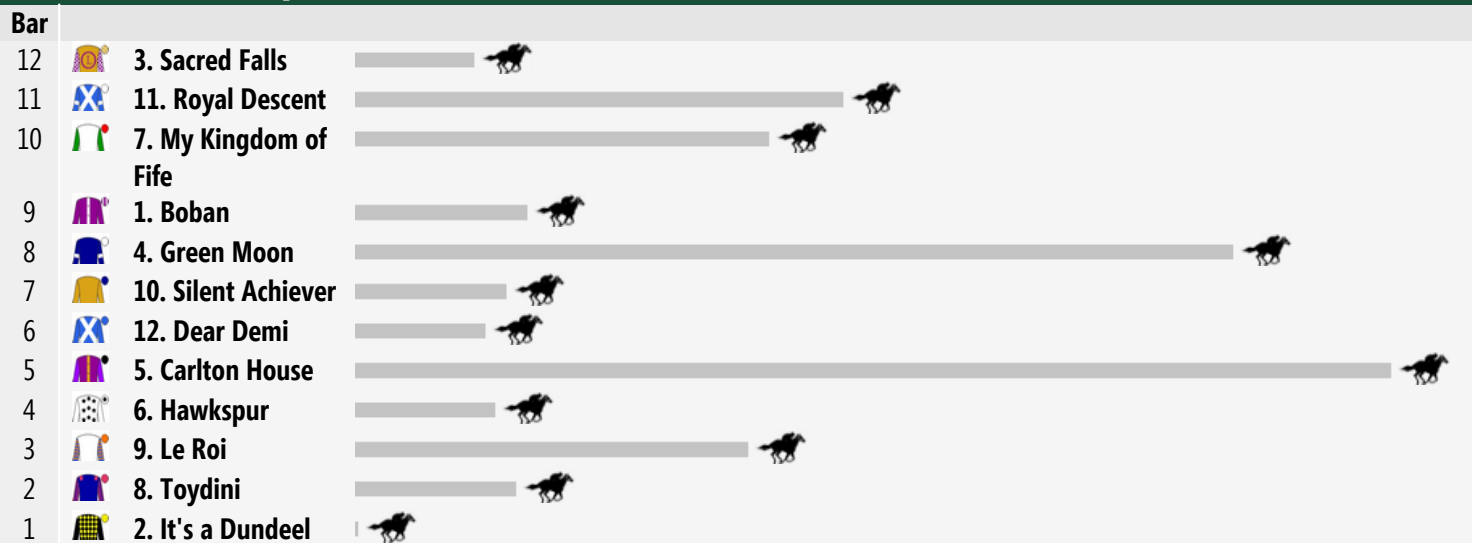 Bar
12 3. Sacred Falls
11 11. Royal Descent
10 7. My Kingdom of
Fife
9 1. Boban
8 4. Green Moon
7 10. Silent Achiever
6 12. Dear Demi
5 5. Carlton House
4 6. Hawkspur
3 9. Le Roi
2 8. Toydini
1 2. It's a Dundeel